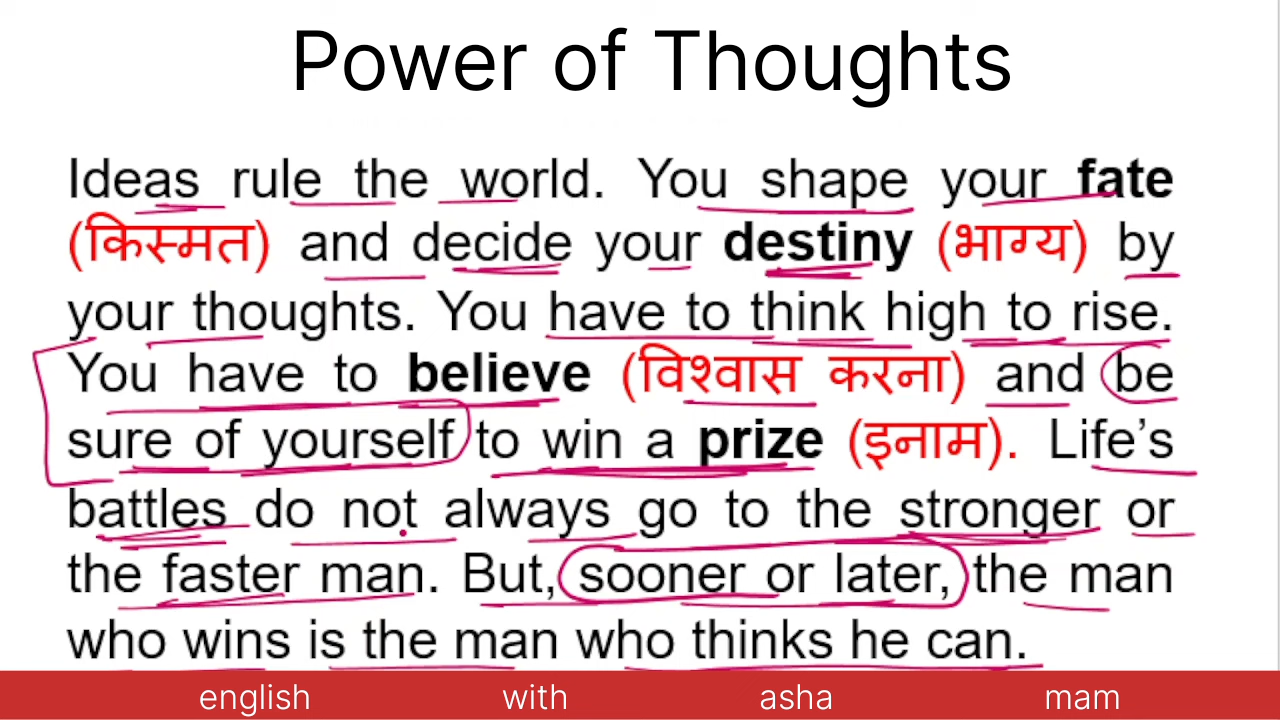 Power of Thoughts
Ideas rule the world. You shape your fate
(किस्मत) and decide your destiny (भाग्य) by
your thoughts. You have to think high to rise.
You have to believe (विश्वास करना) and be
sure of yourself to win a prize (इनाम). Life’s
battles do not always go to the stronger or
the faster man. But, sooner or later, the man
who wins is the man who thinks he can.
english with asha mam